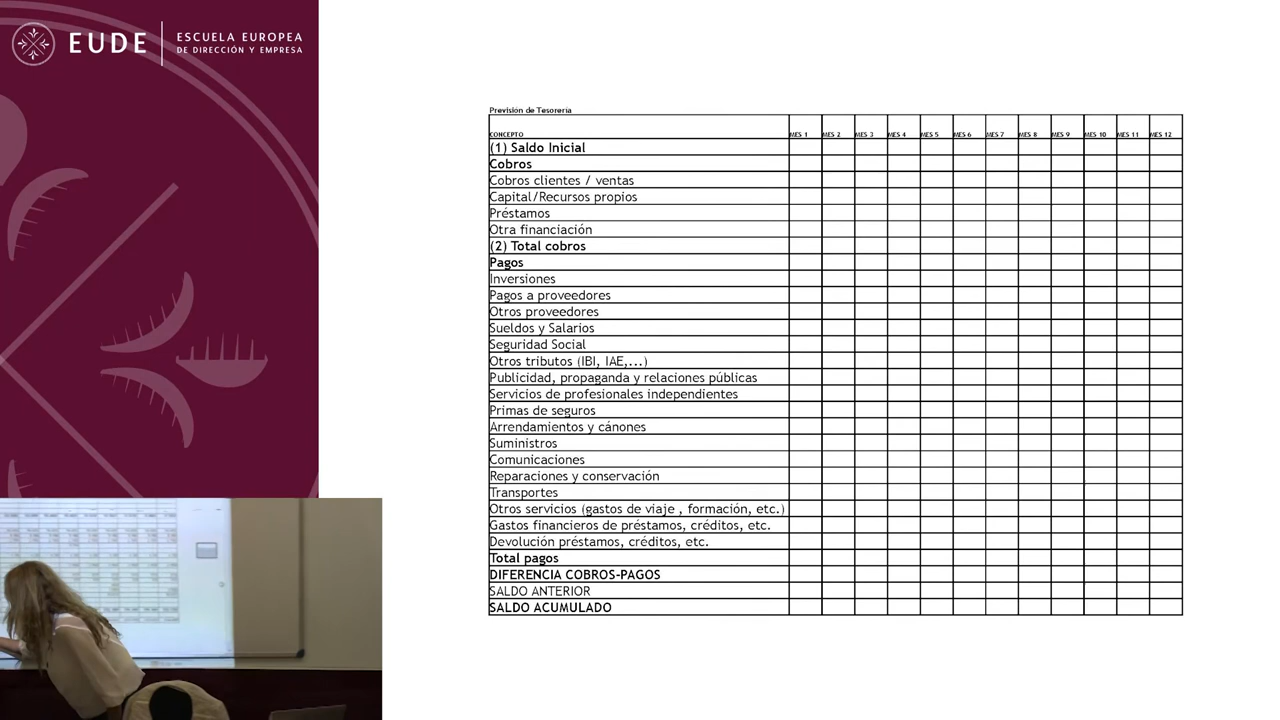 EUDE
ESCUELA EUROPEA
DE DIRECCIÓN Y EMPRESA
Previsión de Tesorería
CONCEPTO MES 1 MES 2 MES 3 MES 4 MES 5 MES 6 MES 7 MES 8 MES 9 MES 10 MES 11 MES 12
(1) Saldo Inicial
Cobros
Cobros clientes / ventas
Capital/Recursos propios
Préstamos
Otra financiación
(2) Total cobros
Pagos
Inversiones
Pagos a proveedores
Otros proveedores
Sueldos y Salarios
Seguridad Social
Otros tributos (IBI, IAE,...)
Publicidad, propaganda y relaciones públicas
Servicios de profesionales independientes
Primas de seguros
Arrendamientos y cánones
Suministros
Comunicaciones
Reparaciones y conservación
Transportes
Otros servicios (gastos de viaje , formación, etc.)
Gastos financieros de préstamos, créditos, etc.
Devolución préstamos, créditos, etc.
Total pagos
DIFERENCIA COBROS-PAGOS
SALDO ANTERIOR
SALDO ACUMULADO